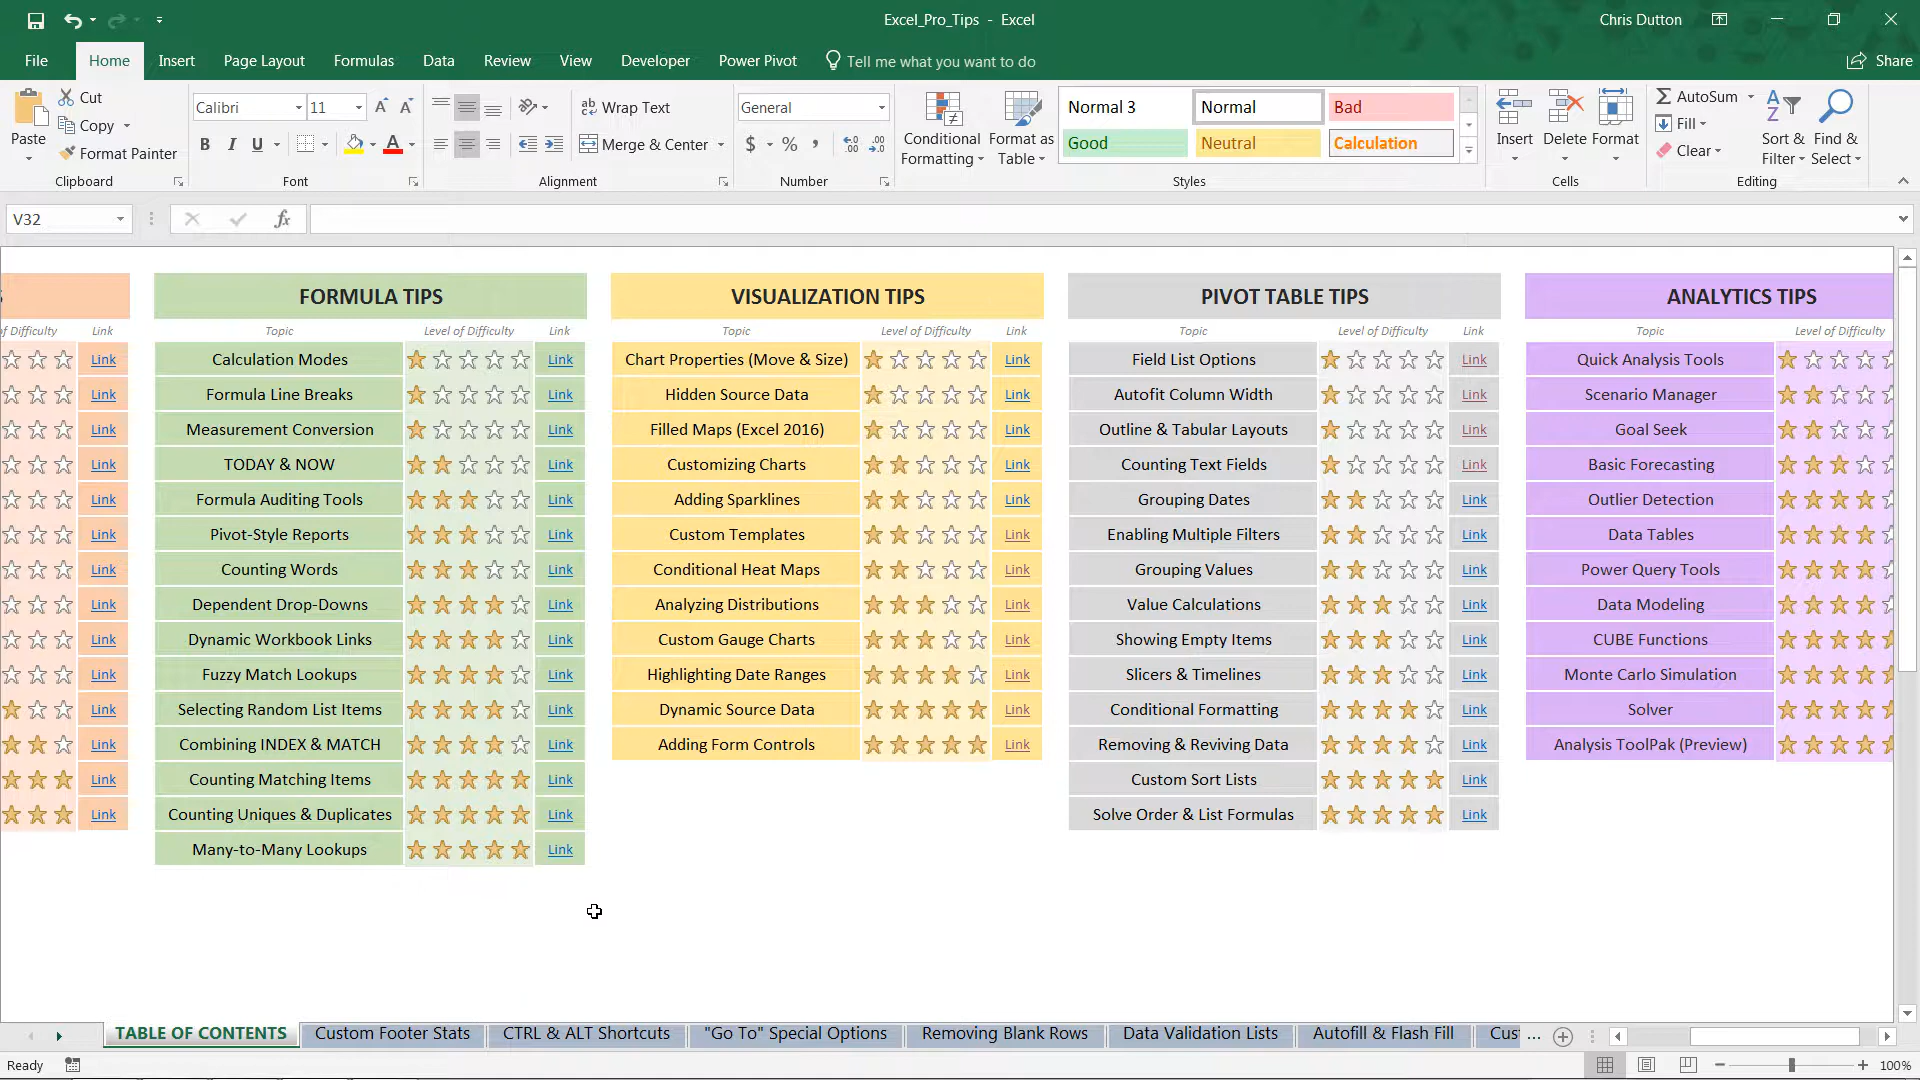 Excel_Pro_Tips - Excel
Chris Dutton
File Home Insert Page Layout Formulas Data Review View Developer Power Pivot Tell me what you want to do
Share
Paste
Cut
Copy
Format Painter
Clipboard
Calibri 11
B I U
Font
Wrap Text
Merge & Center
Alignment
General
$ % ,
Number
Conditional Formatting
Format as Table
Normal 3 Normal Bad
Good Neutral Calculation
Styles
Insert Delete Format
Cells
AutoSum
Fill
Clear
Sort & Filter
Find & Select
Editing
V32
fx
S FORMULA TIPS VISUALIZATION TIPS PIVOT TABLE TIPS ANALYTICS TIPS
of Difficulty Link Topic Level of Difficulty Link Topic Level of Difficulty Link Topic Level of Difficulty Link Topic Level of Difficulty
Link Calculation Modes Link Chart Properties (Move & Size) Link Field List Options Link Quick Analysis Tools
Link Formula Line Breaks Link Hidden Source Data Link Autofit Column Width Link Scenario Manager
Link Measurement Conversion Link Filled Maps (Excel 2016) Link Outline & Tabular Layouts Link Goal Seek
Link TODAY & NOW Link Customizing Charts Link Counting Text Fields Link Basic Forecasting
Link Formula Auditing Tools Link Adding Sparklines Link Grouping Dates Link Outlier Detection
Link Pivot-Style Reports Link Custom Templates Link Enabling Multiple Filters Link Data Tables
Link Counting Words Link Conditional Heat Maps Link Grouping Values Link Power Query Tools
Link Dependent Drop-Downs Link Analyzing Distributions Link Value Calculations Link Data Modeling
Link Dynamic Workbook Links Link Custom Gauge Charts Link Showing Empty Items Link CUBE Functions
Link Fuzzy Match Lookups Link Highlighting Date Ranges Link Slicers & Timelines Link Monte Carlo Simulation
Link Selecting Random List Items Link Dynamic Source Data Link Conditional Formatting Link Solver
Link Combining INDEX & MATCH Link Adding Form Controls Link Removing & Reviving Data Link Analysis ToolPak (Preview)
Link Counting Matching Items Link Custom Sort Lists Link
Link Counting Uniques & Duplicates Link Solve Order & List Formulas Link
Many-to-Many Lookups Link
TABLE OF CONTENTS Custom Footer Stats CTRL & ALT Shortcuts "Go To" Special Options Removing Blank Rows Data Validation Lists Autofill & Flash Fill Cus ...
Ready
100%